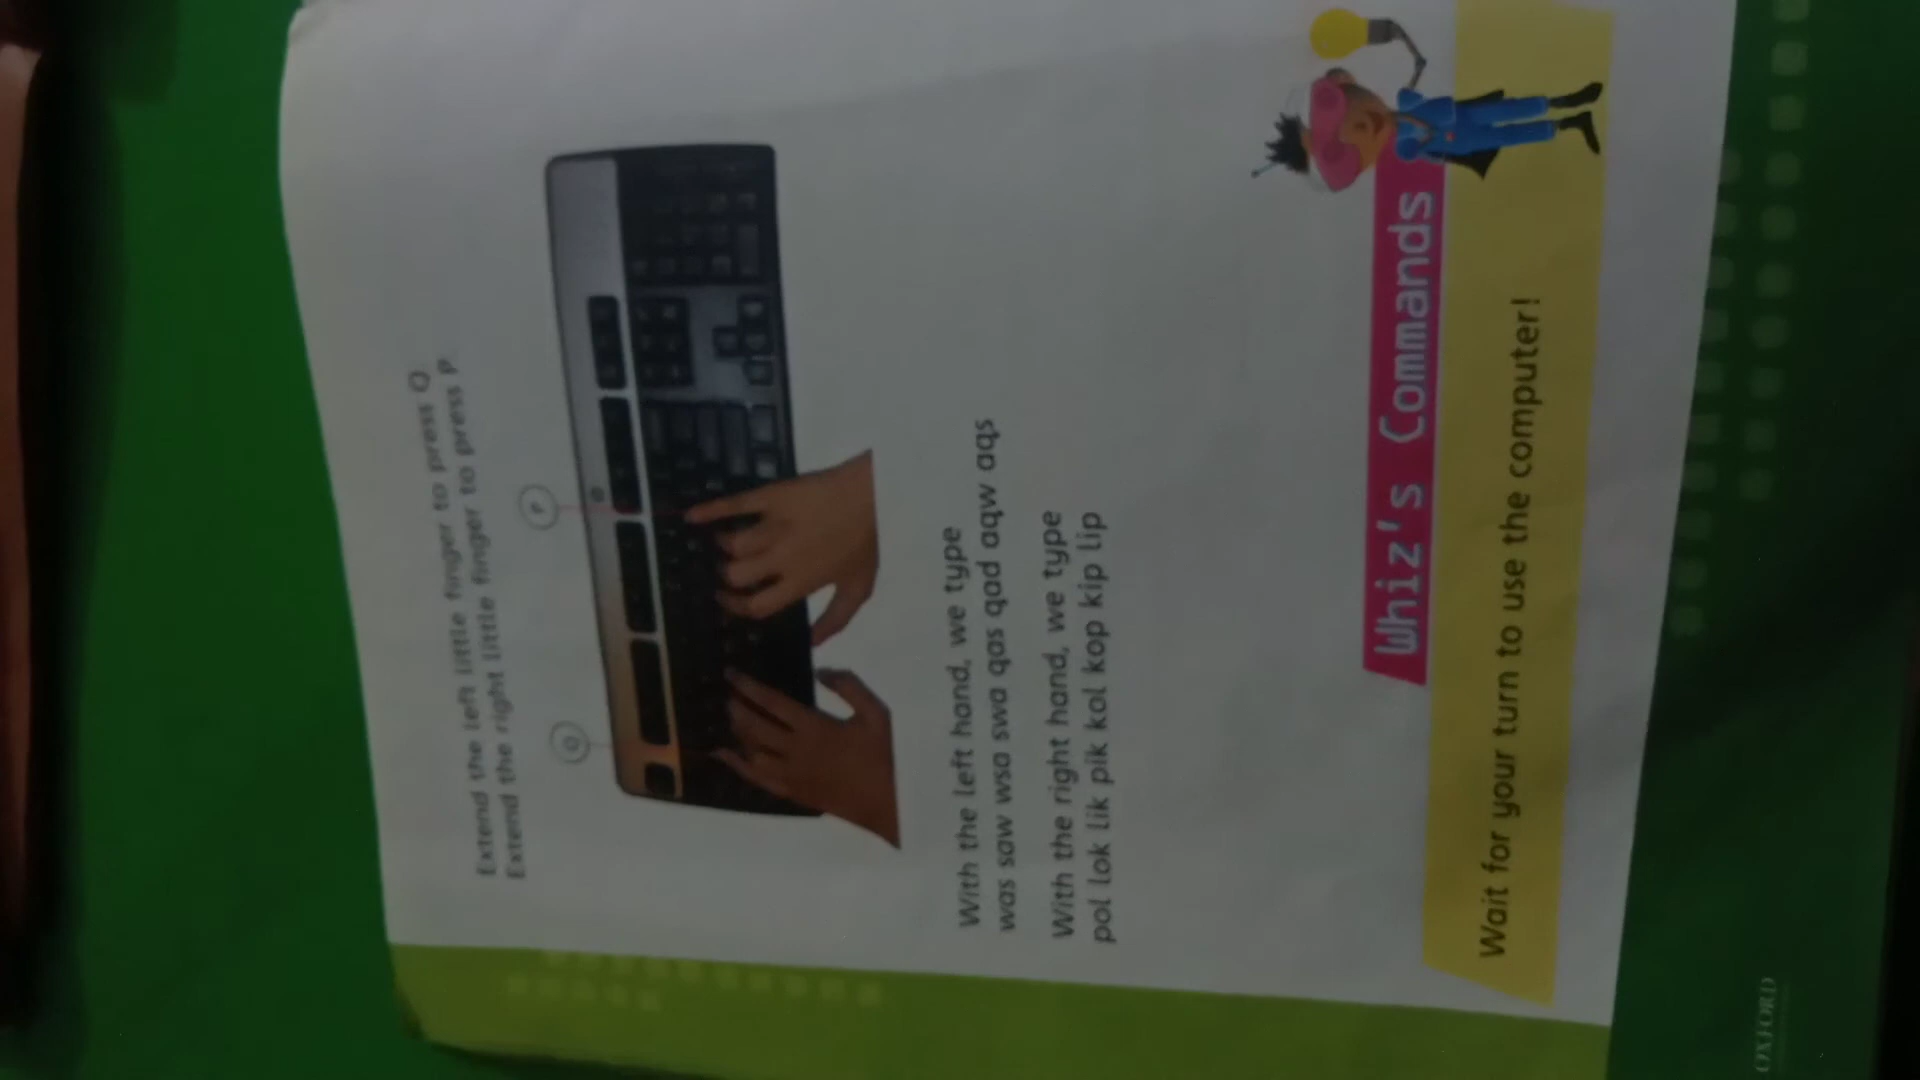 Extend the left little finger to press Q
Extend the right little finger to press P
Q
P
With the left hand, we type
was saw wsa swa qas qad aqw aqs
With the right hand, we type
pol lok lik pik kol kop kip lip
Whiz's Commands
Wait for your turn to use the computer!
OXFORD